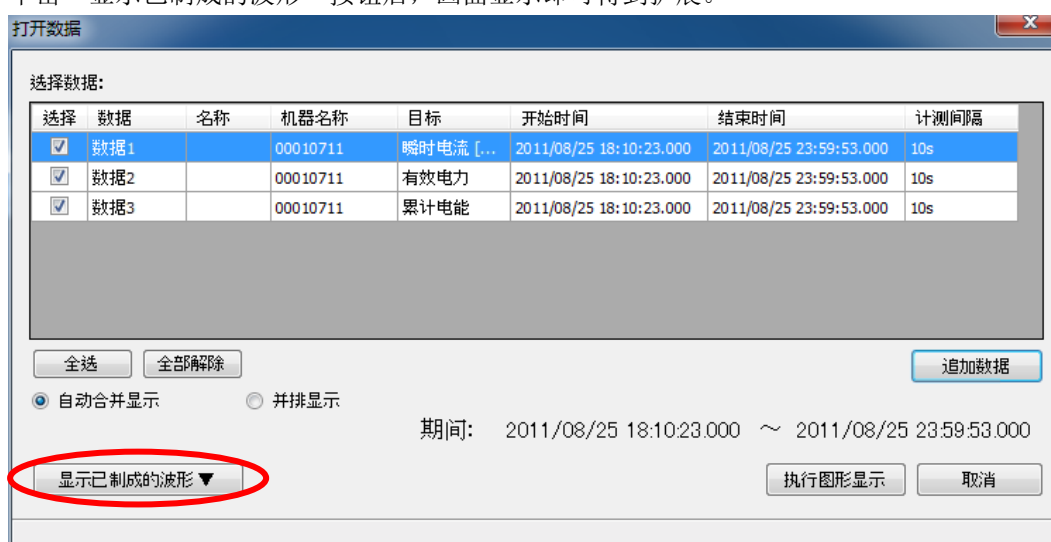 打开数据
选择数据:
选择 数据 名称 机器名称 目标 开始时间 结束时间 计测间隔
数据1 00010711 瞬时电流 [... 2011/08/25 18:10:23.000 2011/08/25 23:59:53.000 10s
数据2 00010711 有效电力 2011/08/25 18:10:23.000 2011/08/25 23:59:53.000 10s
数据3 00010711 累计电能 2011/08/25 18:10:23.000 2011/08/25 23:59:53.000 10s
全选 全部解除 追加数据
自动合并显示 并排显示
期间: 2011/08/25 18:10:23.000 ～ 2011/08/25 23:59:53.000
显示已制成的波形▼ 执行图形显示 取消